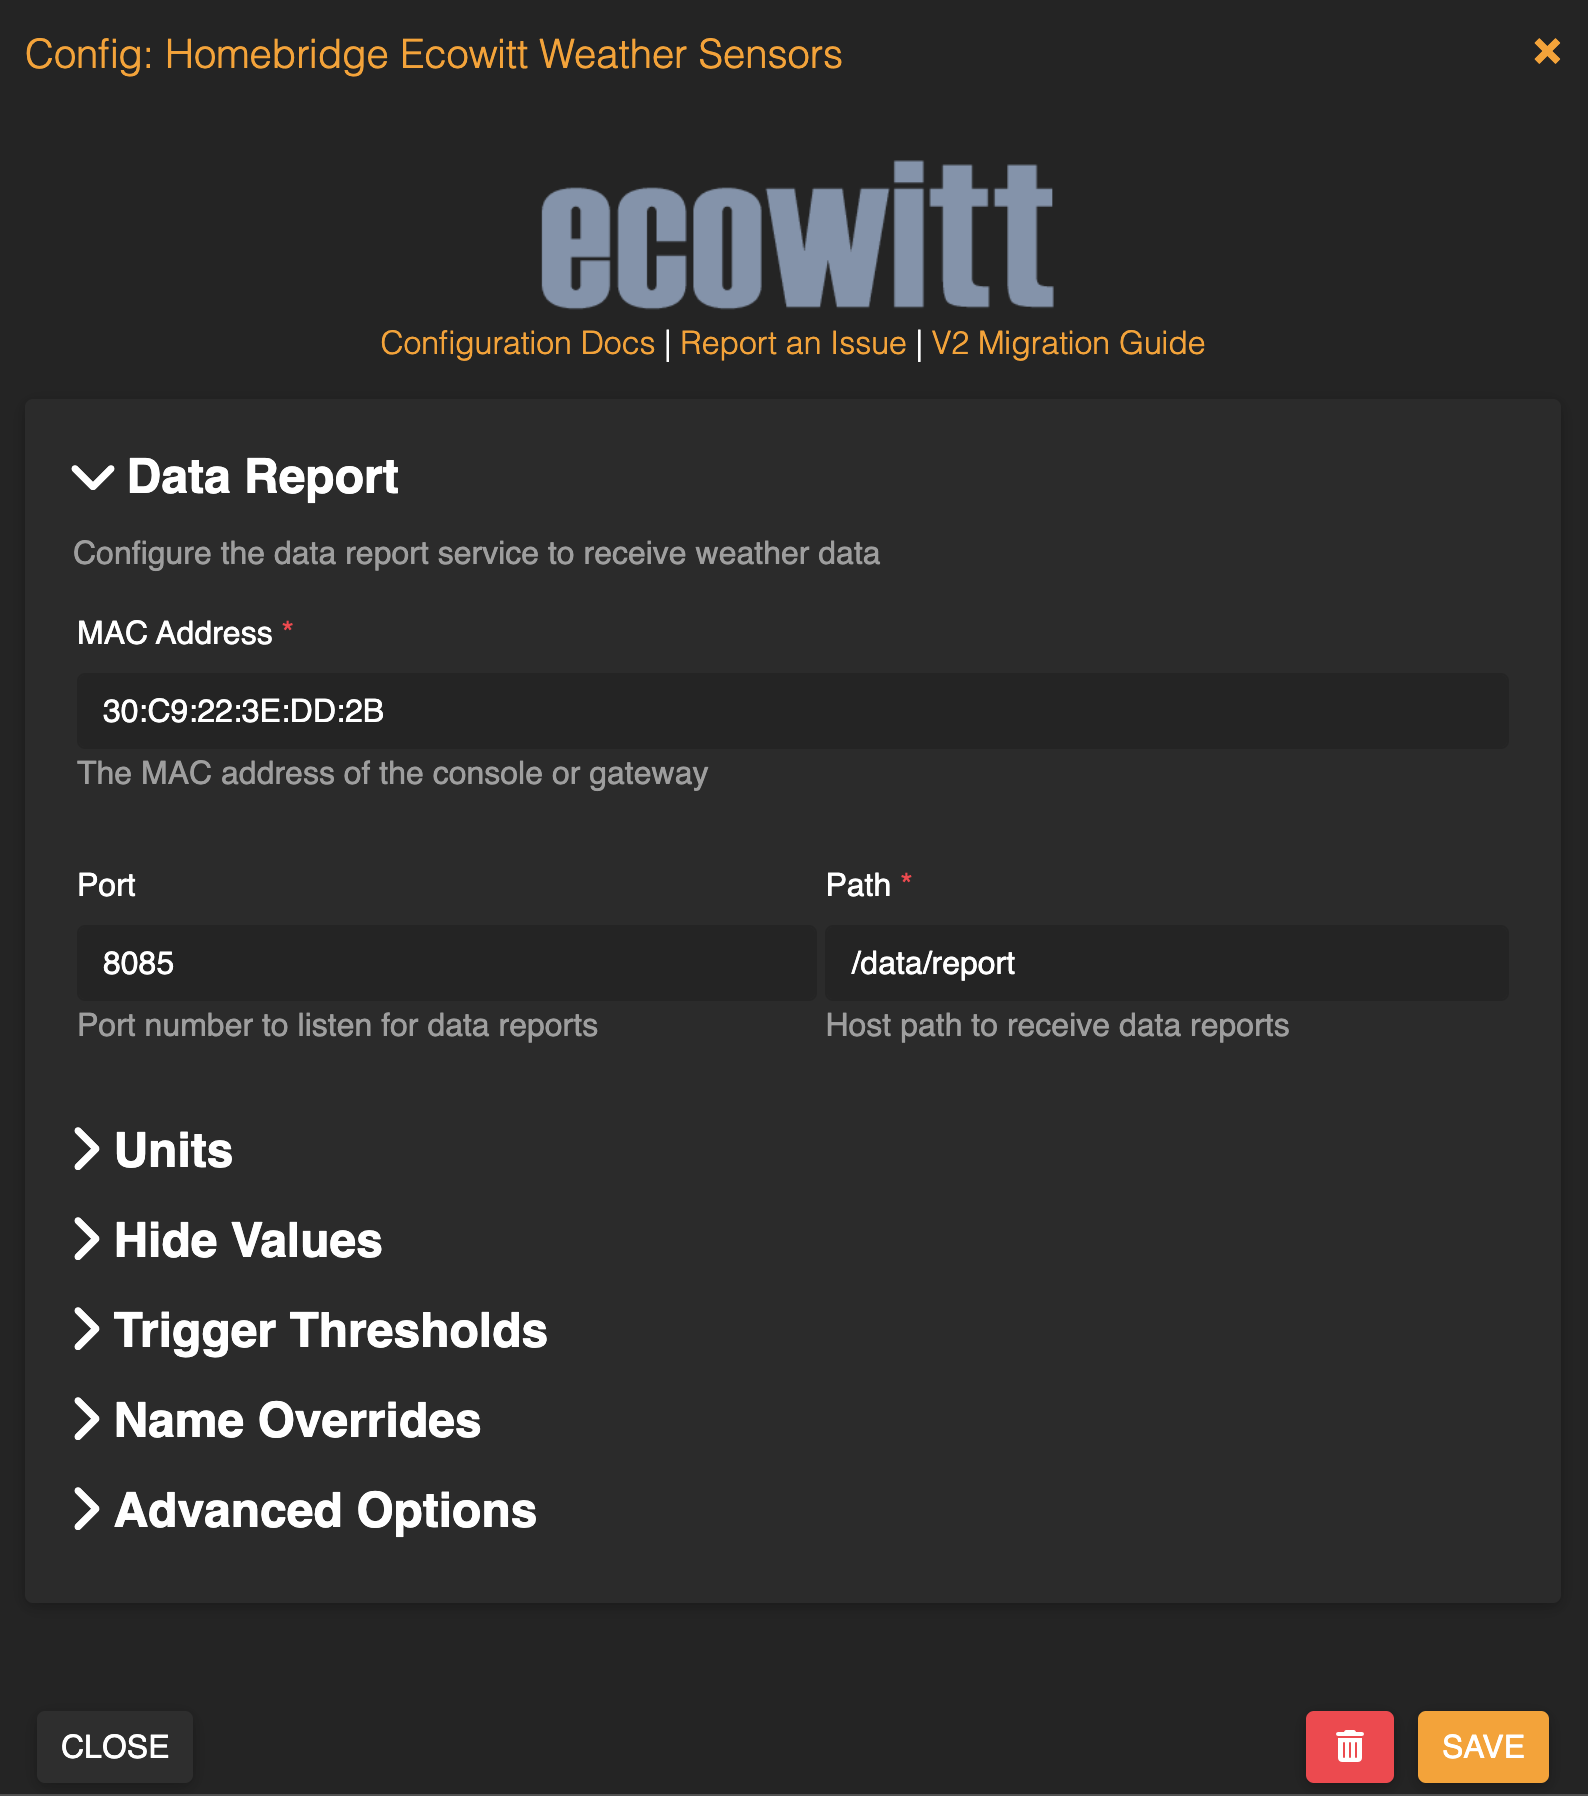 Config: Homebridge Ecowitt Weather Sensors
ecowitt
Configuration Docs | Report an Issue | V2 Migration Guide
Data Report
Configure the data report service to receive weather data
MAC Address *
30:C9:22:3E:DD:2B
The MAC address of the console or gateway
Port
Path *
8085
/data/report
Port number to listen for data reports
Host path to receive data reports
Units
Hide Values
Trigger Thresholds
Name Overrides
Advanced Options
CLOSE
SAVE